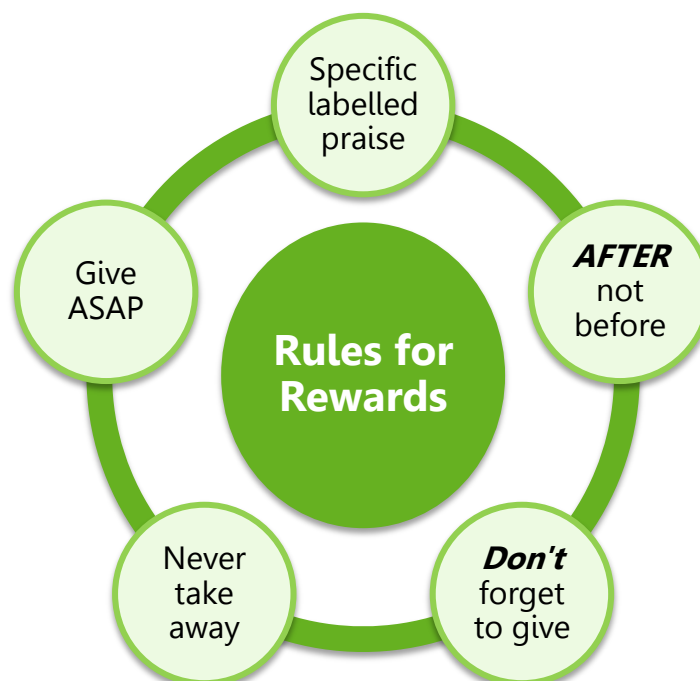 Specific
labelled
praise
AFTER
not
before
Don't
forget
to give
Never
take
away
Give
ASAP
Rules for
Rewards